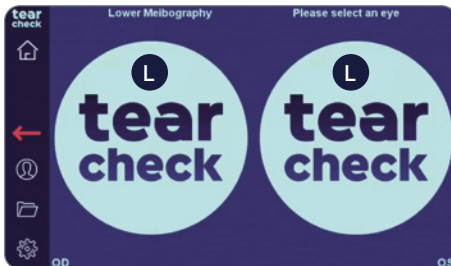 tear
check
Lower Meibography
Please select an eye
L
tear
check
L
tear
check
OD
OS